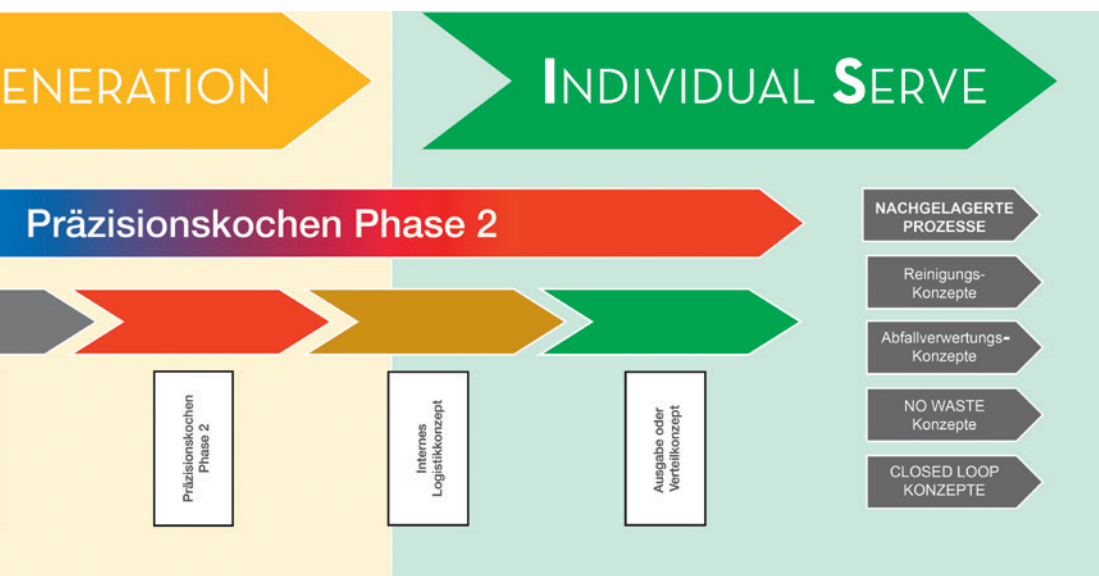 ENERATION
INDIVIDUAL SERVE
Präzisionskochen Phase 2
NACHGELAGERTE
PROZESSE
Reinigungs-
Konzepte
Abfallverwertungs-
Konzepte
NO WASTE
Konzepte
CLOSED LOOP
KONZEPTE
Präzisionskochen
Phase 2
Internes
Logistikkonzept
Ausgabe oder
Verteilkonzept